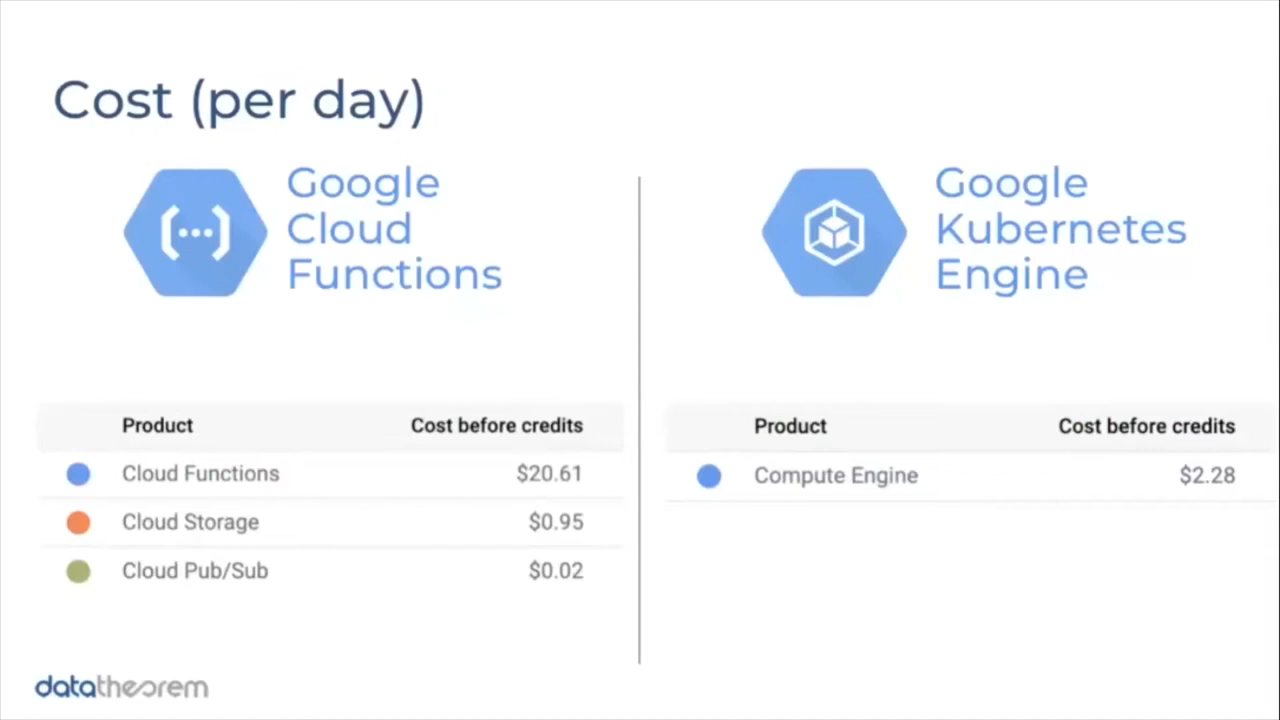 Cost (per day)
Google
Cloud
Functions
Product Cost before credits
Cloud Functions $20.61
Cloud Storage $0.95
Cloud Pub/Sub $0.02
Google
Kubernetes
Engine
Product Cost before credits
Compute Engine $2.28
datatheorem